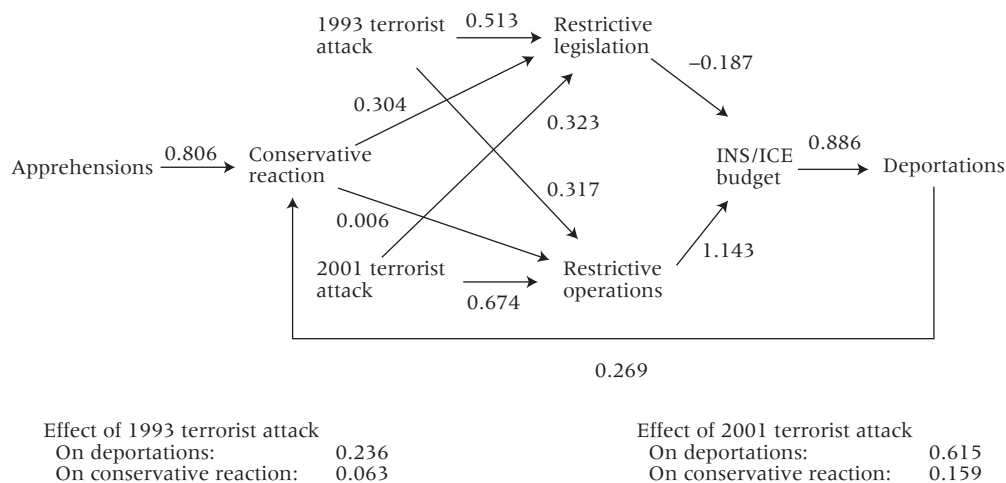 1993 terrorist
attack
0.513
Restrictive
legislation
–0.187
0.304
0.323
Apprehensions
0.806
Conservative
reaction
INS/ICE
budget
0.886
Deportations
0.317
0.006
1.143
2001 terrorist
attack
0.674
Restrictive
operations
0.269
Effect of 1993 terrorist attack
On deportations: 0.236
On conservative reaction: 0.063
Effect of 2001 terrorist attack
On deportations: 0.615
On conservative reaction: 0.159